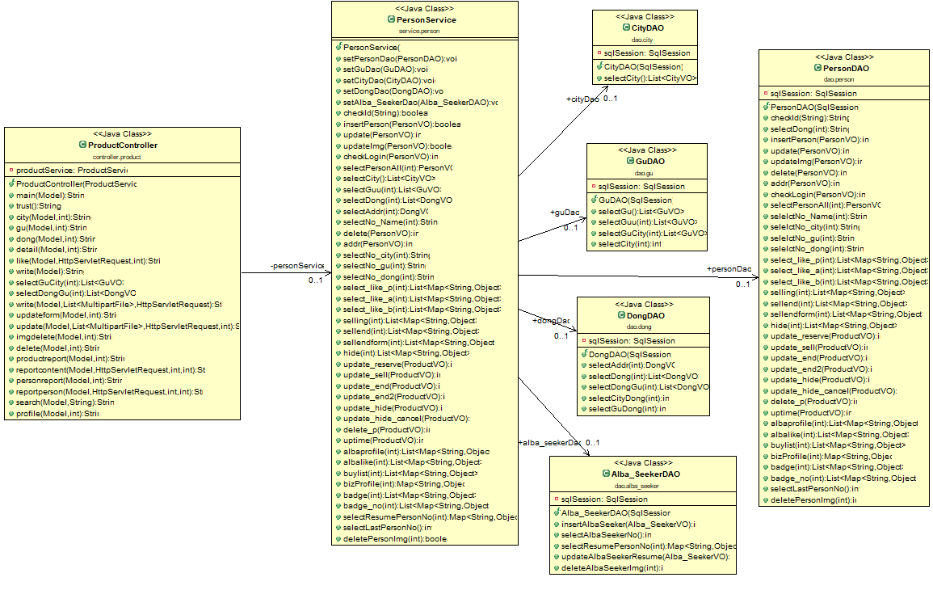 <<Java Class>>
ProductController
controller.product
productService: ProductServi
ProductController(ProductServic
main(Model):Strin
trust():String
city(Model,int):Strin
gu(Model,int):Strin
dong(Model,int):Strir
detail(Model,int):Strir
like(Model,HttpServletRequest,int):Stri
write(Model):Strin
selectGuCity(int):List<GuVO>
selectDongGu(int):List<DongVO
write(Model,List<MultipartFile>,HttpServletRequest):St
updateform(Model,int):Stri
update(Model,List<MultipartFile>,HttpServletRequest,int):S
imgdelete(Model,int):Stri
delete(Model,int):Strir
productreport(Model,int):Stri
reportcontent(Model,HttpServletRequest,int,int):St
personreport(Model,int):Strir
reportperson(Model,HttpServletRequest,int,int):St
search(Model,String):Strin
profile(Model,int):Strir
-personService
0..1
<<Java Class>>
PersonService
service.person
PersonService(
setPersonDao(PersonDAO):voi
setGuDao(GuDAO):voi
setCityDao(CityDAO):voi
setDongDao(DongDAO):vo
setAlba_SeekerDao(Alba_SeekerDAO):vc
checkId(String):boolea
insertPerson(PersonVO):boolea
update(PersonVO):ir
updateImg(PersonVO):boole
checkLogin(PersonVO):in
selectPersonAll(int):PersonVC
selectCity():List<CityVO>
selectGuu(int):List<GuVO>
selectDong(int):List<DongVO
selectAddr(int):DongVC
selectNo_Name(int):Strin
delete(PersonVO):ir
addr(PersonVO):in
selectNo_city(int):Strin
selectNo_gu(int):Strin
selectNo_dong(int):Strin
select_like_p(int):List<Map<String,Object>
select_like_a(int):List<Map<String,Object>
select_like_b(int):List<Map<String,Object>
selling(int):List<Map<String,Object>
sellend(int):List<Map<String,Object>
sellendform(int):List<Map<String,Object>
hide(int):List<Map<String,Object>
update_reserve(ProductVO):i
update_sell(ProductVO):i
update_end(ProductVO):i
update_end2(ProductVO):i
update_hide(ProductVO):i
update_hide_cancel(ProductVO):
delete_p(ProductVO):ir
uptime(ProductVO):ir
albaprofile(int):List<Map<String,Object
albalike(int):List<Map<String,Object>
buylist(int):List<Map<String,Object>
bizProfile(int):Map<String,Objec
badge(int):List<Map<String,Object
badge_no(int):List<Map<String,Object
selectResumePersonNo(int):Map<String,Objec
selectLastPersonNo():in
deletePersonImg(int):boole
+cityDao
0..1
+guDao
0..1
+personDao
0..1
+dongDao
0..1
+alba_seekerDao
0..1
<<Java Class>>
CityDAO
dao.city
sqlSession: SqlSession
CityDAO(SqlSession)
selectCity():List<CityVO>
<<Java Class>>
GuDAO
dao.gu
sqlSession: SqlSession
GuDAO(SqlSession
selectGu():List<GuVO>
selectGuu(int):List<GuVO>
selectGuCity(int):List<GuVO>
selectCity(int):int
<<Java Class>>
DongDAO
dao.dong
sqlSession: SqlSession
DongDAO(SqlSession
selectAddr(int):DongVC
selectDong(int):List<DongVO
selectDongGu(int):List<DongVO
selectCityDong(int):in
selectGuDong(int):in
<<Java Class>>
Alba_SeekerDAO
dao.alba_seeker
sqlSession: SqlSession
Alba_SeekerDAO(SqlSession
insertAlbaSeeker(Alba_SeekerVO):i
selectAlbaSeekerNo():in
selectResumePersonNo(int):Map<String,Objec
updateAlbaSeekerResume(Alba_SeekerVO):
deleteAlbaSeekerImg(int):i
<<Java Class>>
PersonDAO
dao.person
sqlSession: SqlSession
PersonDAO(SqlSession
checkId(String):String
selectDong(int):Strin
insertPerson(PersonVO):in
update(PersonVO):in
updateImg(PersonVO):ir
delete(PersonVO):in
addr(PersonVO):in
checkLogin(PersonVO):in
selectPersonAll(int):PersonVC
selelctNo_Name(int):Strin
seleletNo_city(int):Strin
seleletNo_gu(int):Strin
seleletNo_dong(int):Strin
select_like_p(int):List<Map<String,Object>
select_like_a(int):List<Map<String,Object>
select_like_b(int):List<Map<String,Object>
selling(int):List<Map<String,Object>
sellend(int):List<Map<String,Object>
sellendform(int):List<Map<String,Object>
hide(int):List<Map<String,Object>
update_reserve(ProductVO):i
update_sell(ProductVO):i
update_end(ProductVO):i
update_end2(ProductVO):i
update_hide(ProductVO):i
update_hide_cancel(ProductVO):
delete_p(ProductVO):ir
uptime(ProductVO):ir
albaprofile(int):List<Map<String,Object
albalike(int):List<Map<String,Object>
buylist(int):List<Map<String,Object>
bizProfile(int):Map<String,Objec
badge(int):List<Map<String,Object
badge_no(int):List<Map<String,Object
selectLastPersonNo():in
deletePersonImg(int):i